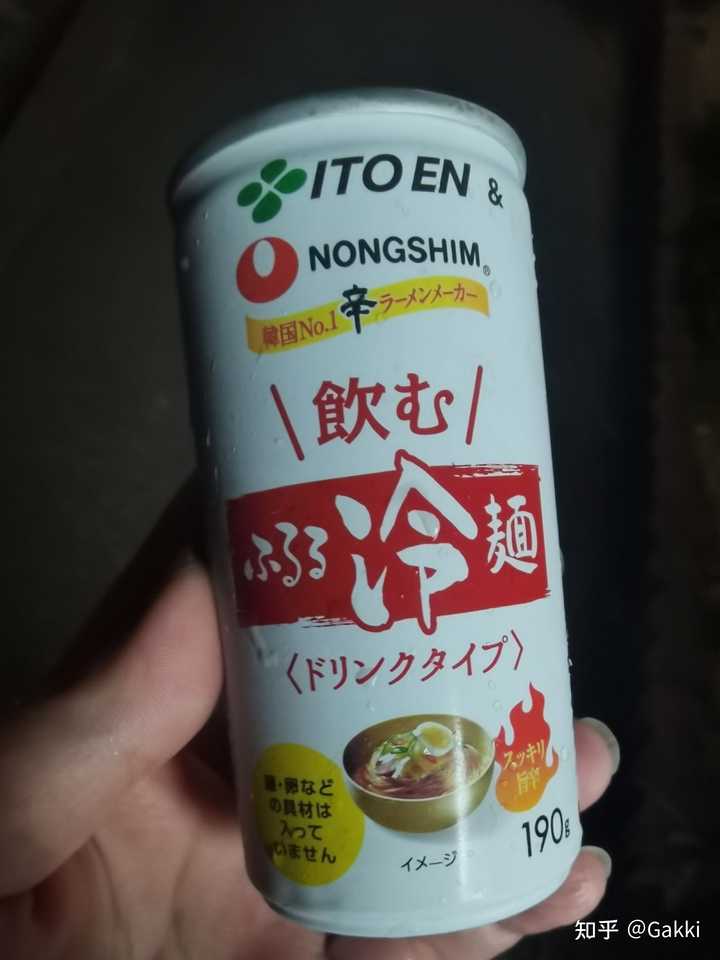 ITO EN &
NONGSHIM®
韓国No.1 辛 ラーメンメーカー
\飲む/
ふるる冷麺
〈ドリンクタイプ〉
スッキリ
旨辛
麺・卵など
の具材は
入って
いません
イメージ
190g
知乎 @Gakki